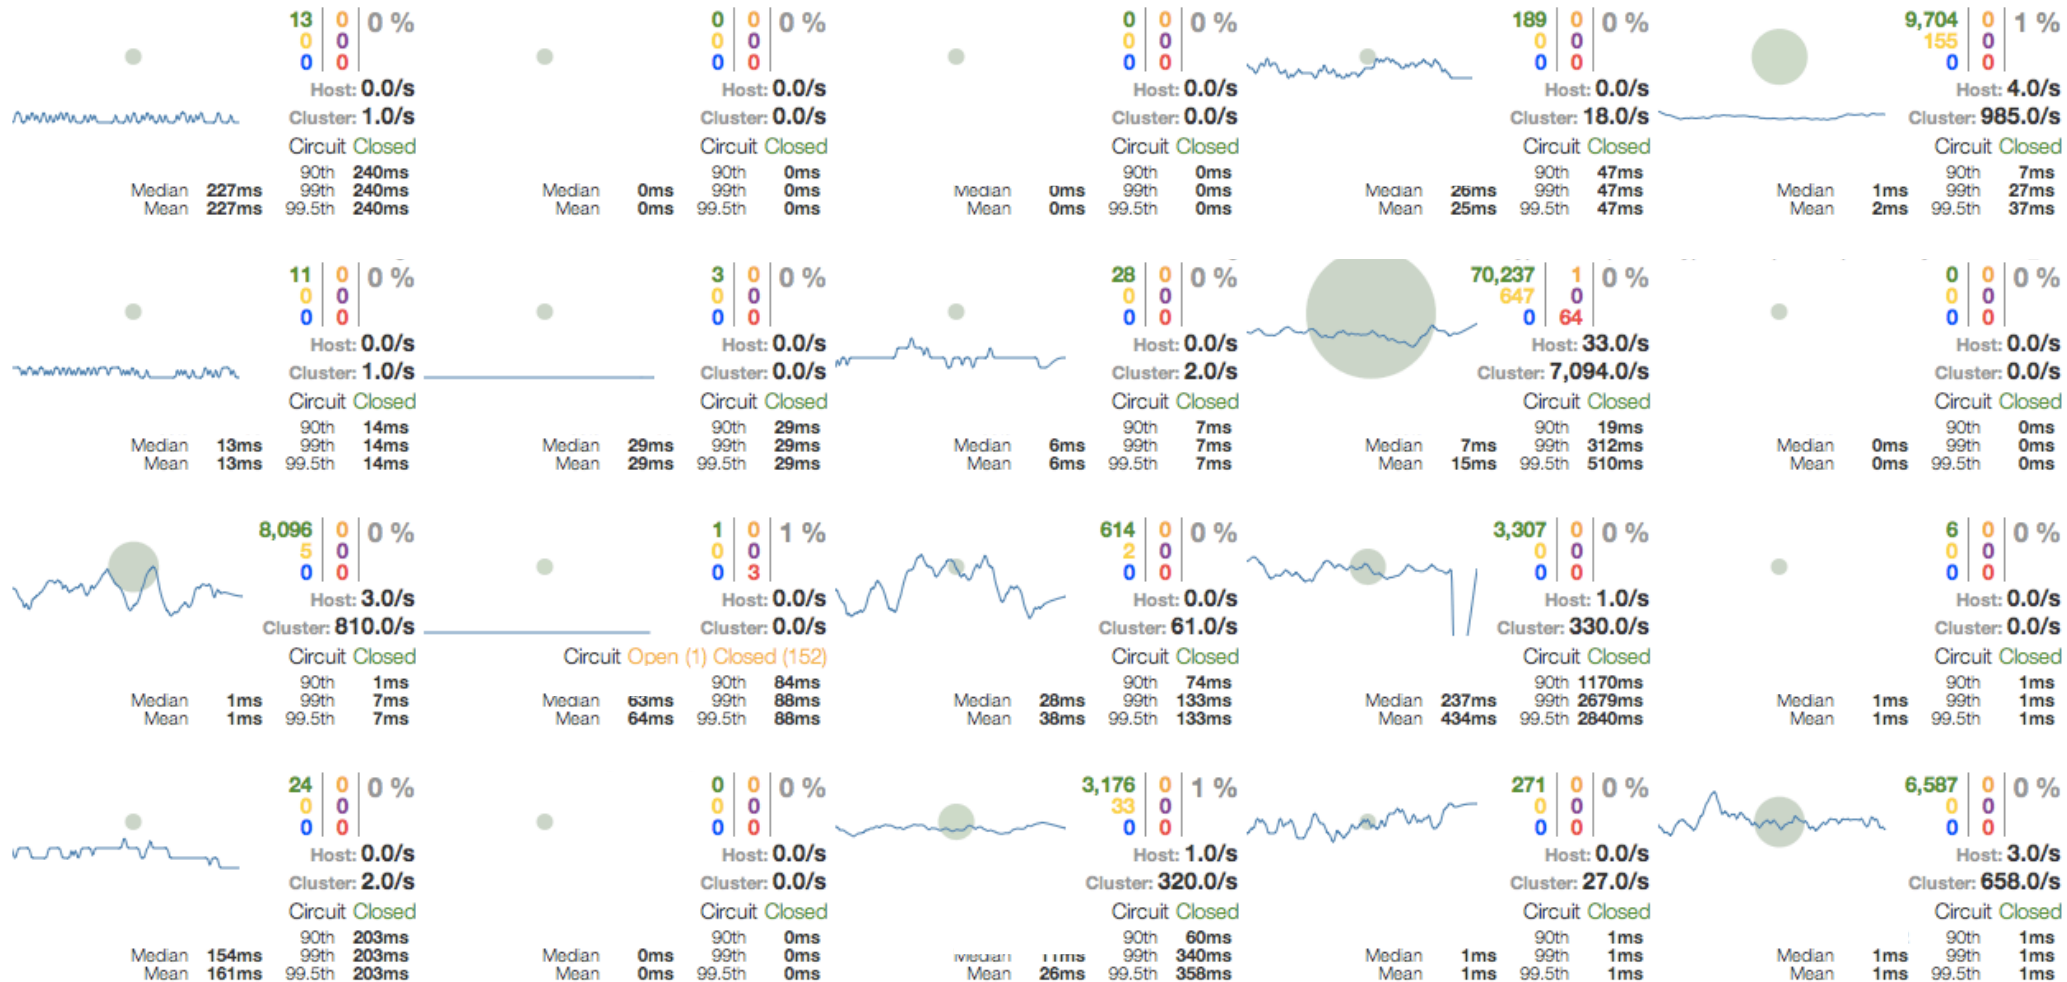 13 0 0 %
0 0
0 0
Host: 0.0/s
Cluster: 1.0/s
Circuit Closed
90th 240ms
Median 227ms 99th 240ms
Mean 227ms 99.5th 240ms
0 0 0 %
0 0
0 0
Host: 0.0/s
Cluster: 0.0/s
Circuit Closed
90th 0ms
Median 0ms 99th 0ms
Mean 0ms 99.5th 0ms
0 0 0 %
0 0
0 0
Host: 0.0/s
Cluster: 0.0/s
Circuit Closed
90th 0ms
Median 0ms 99th 0ms
Mean 0ms 99.5th 0ms
189 0 0 %
0 0
0 0
Host: 0.0/s
Cluster: 18.0/s
Circuit Closed
90th 47ms
Median 26ms 99th 47ms
Mean 25ms 99.5th 47ms
9,704 0 1 %
155 0
0 0
Host: 4.0/s
Cluster: 985.0/s
Circuit Closed
90th 7ms
Median 1ms 99th 27ms
Mean 2ms 99.5th 37ms
11 0 0 %
0 0
0 0
Host: 0.0/s
Cluster: 1.0/s
Circuit Closed
90th 14ms
Median 13ms 99th 14ms
Mean 13ms 99.5th 14ms
3 0 0 %
0 0
0 0
Host: 0.0/s
Cluster: 0.0/s
Circuit Closed
90th 29ms
Median 29ms 99th 29ms
Mean 29ms 99.5th 29ms
28 0 0 %
0 0
0 0
Host: 0.0/s
Cluster: 2.0/s
Circuit Closed
90th 7ms
Median 6ms 99th 7ms
Mean 6ms 99.5th 7ms
70,237 1 0 %
647 0
0 64
Host: 33.0/s
Cluster: 7,094.0/s
Circuit Closed
90th 19ms
Median 7ms 99th 312ms
Mean 15ms 99.5th 510ms
0 0 0 %
0 0
0 0
Host: 0.0/s
Cluster: 0.0/s
Circuit Closed
90th 0ms
Median 0ms 99th 0ms
Mean 0ms 99.5th 0ms
8,096 0 0 %
5 0
0 0
Host: 3.0/s
Cluster: 810.0/s
Circuit Closed
90th 1ms
Median 1ms 99th 7ms
Mean 1ms 99.5th 7ms
1 0 1 %
0 0
0 3
Host: 0.0/s
Cluster: 0.0/s
Circuit Open (1) Closed (152)
90th 84ms
Median 63ms 99th 88ms
Mean 64ms 99.5th 88ms
614 0 0 %
2 0
0 0
Host: 0.0/s
Cluster: 61.0/s
Circuit Closed
90th 74ms
Median 28ms 99th 133ms
Mean 38ms 99.5th 133ms
3,307 0 0 %
0 0
0 0
Host: 1.0/s
Cluster: 330.0/s
Circuit Closed
90th 1170ms
Median 237ms 99th 2679ms
Mean 434ms 99.5th 2840ms
6 0 0 %
0 0
0 0
Host: 0.0/s
Cluster: 0.0/s
Circuit Closed
90th 1ms
Median 1ms 99th 1ms
Mean 1ms 99.5th 1ms
24 0 0 %
0 0
0 0
Host: 0.0/s
Cluster: 2.0/s
Circuit Closed
90th 203ms
Median 154ms 99th 203ms
Mean 161ms 99.5th 203ms
0 0 0 %
0 0
0 0
Host: 0.0/s
Cluster: 0.0/s
Circuit Closed
90th 0ms
Median 0ms 99th 0ms
Mean 0ms 99.5th 0ms
3,176 0 1 %
33 0
0 0
Host: 1.0/s
Cluster: 320.0/s
Circuit Closed
90th 60ms
Median 99th 340ms
Mean 26ms 99.5th 358ms
271 0 0 %
0 0
0 0
Host: 0.0/s
Cluster: 27.0/s
Circuit Closed
90th 1ms
Median 1ms 99th 1ms
Mean 1ms 99.5th 1ms
6,587 0 0 %
0 0
0 0
Host: 3.0/s
Cluster: 658.0/s
Circuit Closed
90th 1ms
Median 1ms 99th 1ms
Mean 1ms 99.5th 1ms